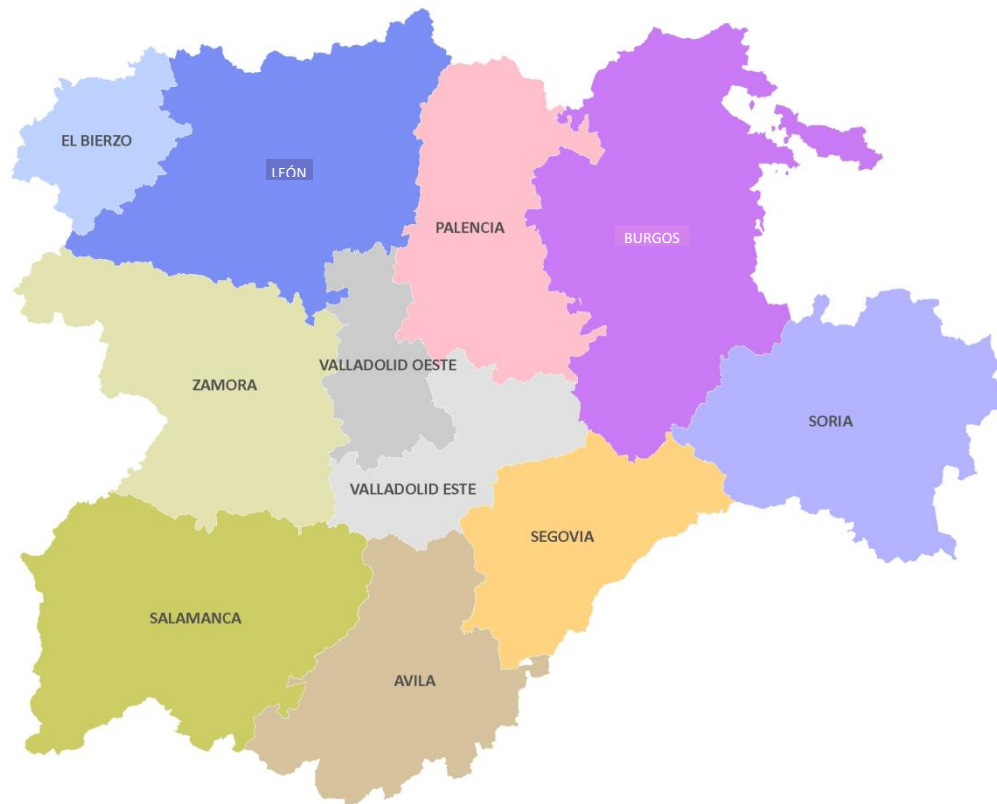 EL BIERZO
LEÓN
PALENCIA
BURGOS
VALLADOLID OESTE
ZAMORA
SORIA
VALLADOLID ESTE
SEGOVIA
SALAMANCA
AVILA